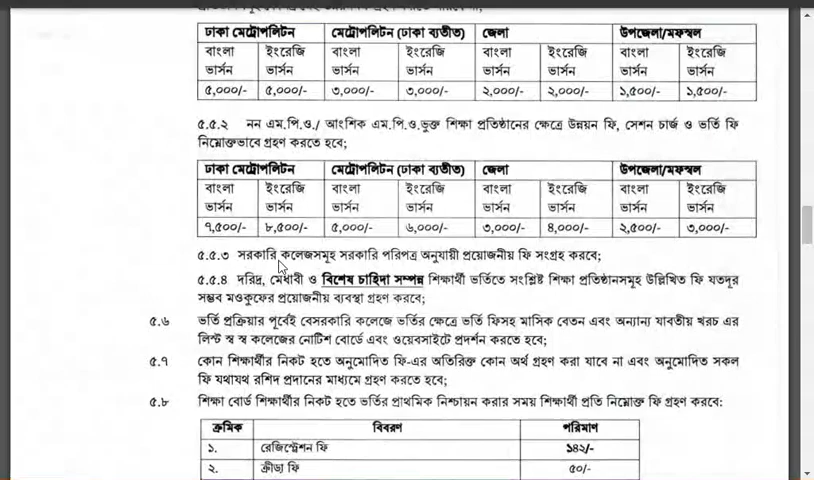 ঢাকা মেট্রোপলিটন মেট্রোপলিটন (ঢাকা ব্যতীত) জেলা উপজেলা/মফস্বল
বাংলা ইংরেজি বাংলা ইংরেজি বাংলা ইংরেজি বাংলা ইংরেজি
ভার্সন ভার্সন ভার্সন ভার্সন ভার্সন ভার্সন ভার্সন ভার্সন
৫,০০০/- ৫,০০০/- ৩,০০০/- ৩,০০০/- ২,০০০/- ২,০০০/- ১,৫০০/- ১,৫০০/-
৫.৫.২ নন এম.পি.ও./ আংশিক এম.পি.ও.ভুক্ত শিক্ষা প্রতিষ্ঠানের ক্ষেত্রে উন্নয়ন ফি, সেশন চার্জ ও ভর্তি ফি
নিম্নোক্তভাবে গ্রহণ করতে হবে;
ঢাকা মেট্রোপলিটন মেট্রোপলিটন (ঢাকা ব্যতীত) জেলা উপজেলা/মফস্বল
বাংলা ইংরেজি বাংলা ইংরেজি বাংলা ইংরেজি বাংলা ইংরেজি
ভার্সন ভার্সন ভার্সন ভার্সন ভার্সন ভার্সন ভার্সন ভার্সন
৭,৫০০/- ৮,৫০০/- ৫,০০০/- ৬,০০০/- ৩,০০০/- ৪,০০০/- ২,৫০০/- ৩,০০০/-
৫.৫.৩ সরকারি কলেজসমূহ সরকারি পরিপত্র অনুযায়ী প্রয়োজনীয় ফি সংগ্রহ করবে;
৫.৫.৪ দরিদ্র, মেধাবী ও বিশেষ চাহিদা সম্পন্ন শিক্ষার্থী ভর্তিতে সংশ্লিষ্ট শিক্ষা প্রতিষ্ঠানসমূহ উল্লিখিত ফি যতদূর
সম্ভব মওকুফের প্রয়োজনীয় ব্যবস্থা গ্রহণ করবে;
৫.৬ ভর্তি প্রক্রিয়ার পূর্বেই বেসরকারি কলেজে ভর্তির ক্ষেত্রে ভর্তি ফিসহ মাসিক বেতন এবং অন্যান্য যাবতীয় খরচ এর
লিস্ট স্ব স্ব কলেজের নোটিশ বোর্ডে এবং ওয়েবসাইটে প্রদর্শন করতে হবে;
৫.৭ কোন শিক্ষার্থীর নিকট হতে অনুমোদিত ফি-এর অতিরিক্ত কোন অর্থ গ্রহণ করা যাবে না এবং অনুমোদিত সকল
ফি যথাযথ রশিদ প্রদানের মাধ্যমে গ্রহণ করতে হবে;
৫.৮ শিক্ষা বোর্ড শিক্ষার্থীর নিকট হতে ভর্তির প্রাথমিক নিশ্চায়ন করার সময় শিক্ষার্থী প্রতি নিম্নোক্ত ফি গ্রহণ করবে:
ক্রমিক বিবরণ পরিমাণ
১. রেজিস্ট্রেশন ফি ১৪২/-
২. ক্রীড়া ফি ৫০/-